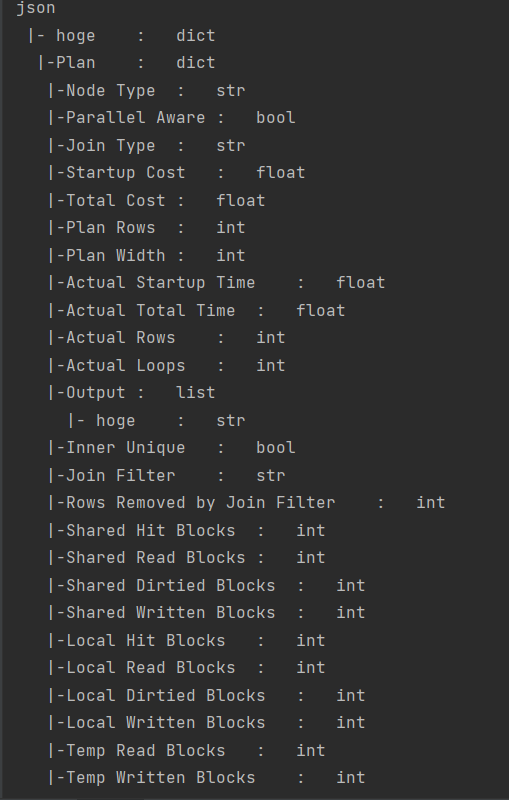 json
|- hoge    :   dict
|-Plan    :   dict
|-Node Type  :   str
|-Parallel Aware :   bool
|-Join Type  :   str
|-Startup Cost   :   float
|-Total Cost :   float
|-Plan Rows  :   int
|-Plan Width :   int
|-Actual Startup Time    :   float
|-Actual Total Time  :   float
|-Actual Rows    :   int
|-Actual Loops   :   int
|-Output :   list
|- hoge    :   str
|-Inner Unique   :   bool
|-Join Filter    :   str
|-Rows Removed by Join Filter    :   int
|-Shared Hit Blocks  :   int
|-Shared Read Blocks :   int
|-Shared Dirtied Blocks  :   int
|-Shared Written Blocks  :   int
|-Local Hit Blocks   :   int
|-Local Read Blocks  :   int
|-Local Dirtied Blocks   :   int
|-Local Written Blocks   :   int
|-Temp Read Blocks   :   int
|-Temp Written Blocks    :   int